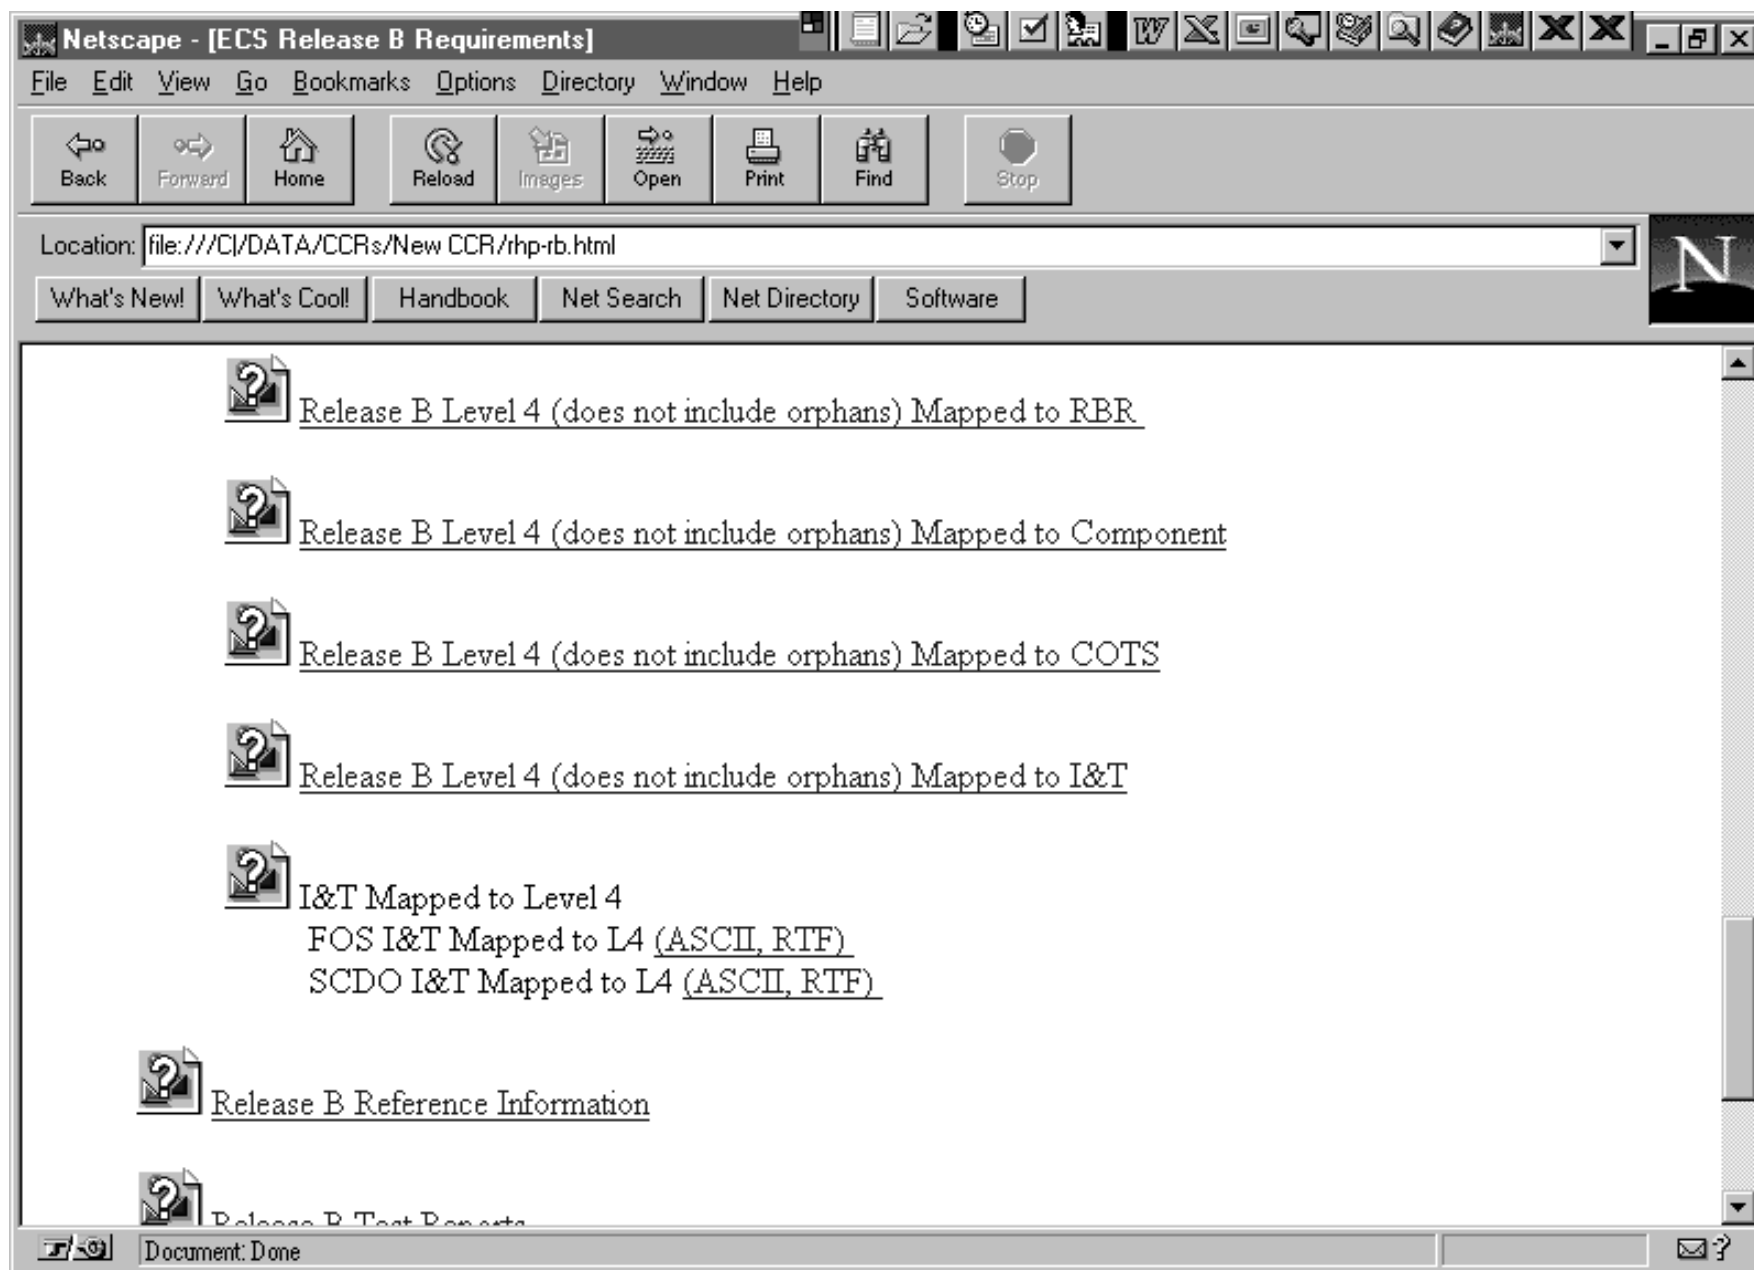 Netscape - [ECS Release B Requirements]
File Edit View Go Bookmarks Options Directory Window Help
Back Forward Home Reload Images Open Print Find Stop
Location: file:///C|/DATA/CCRs/New CCR/rhp-rb.html
N
What's New! What's Cool! Handbook Net Search Net Directory Software
Release B Level 4 (does not include orphans) Mapped to RBR
Release B Level 4 (does not include orphans) Mapped to Component
Release B Level 4 (does not include orphans) Mapped to COTS
Release B Level 4 (does not include orphans) Mapped to I&T
I&T Mapped to Level 4
FOS I&T Mapped to L4 (ASCII, RTF)
SCDO I&T Mapped to L4 (ASCII, RTF)
Release B Reference Information
Release B Test Reports
Document: Done